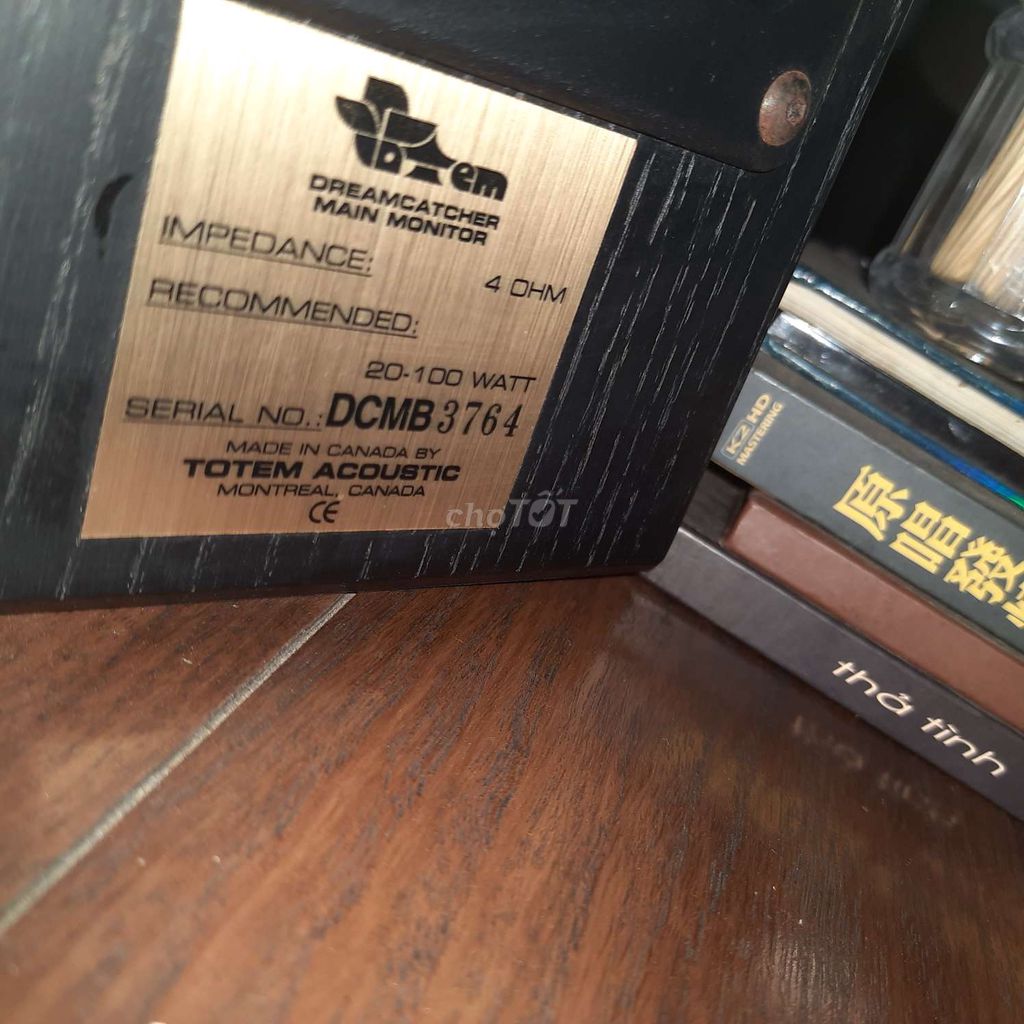 Totem
DREAMCATCHER
MAIN MONITOR
IMPEDANCE:
4 OHM
RECOMMENDED:
20-100 WATT
SERIAL NO.: DCMB 3764
MADE IN CANADA BY
TOTEM ACOUSTIC
MONTREAL, CANADA
CE
choTỐT
K2 HD
MASTERING
原唱發
thả tình